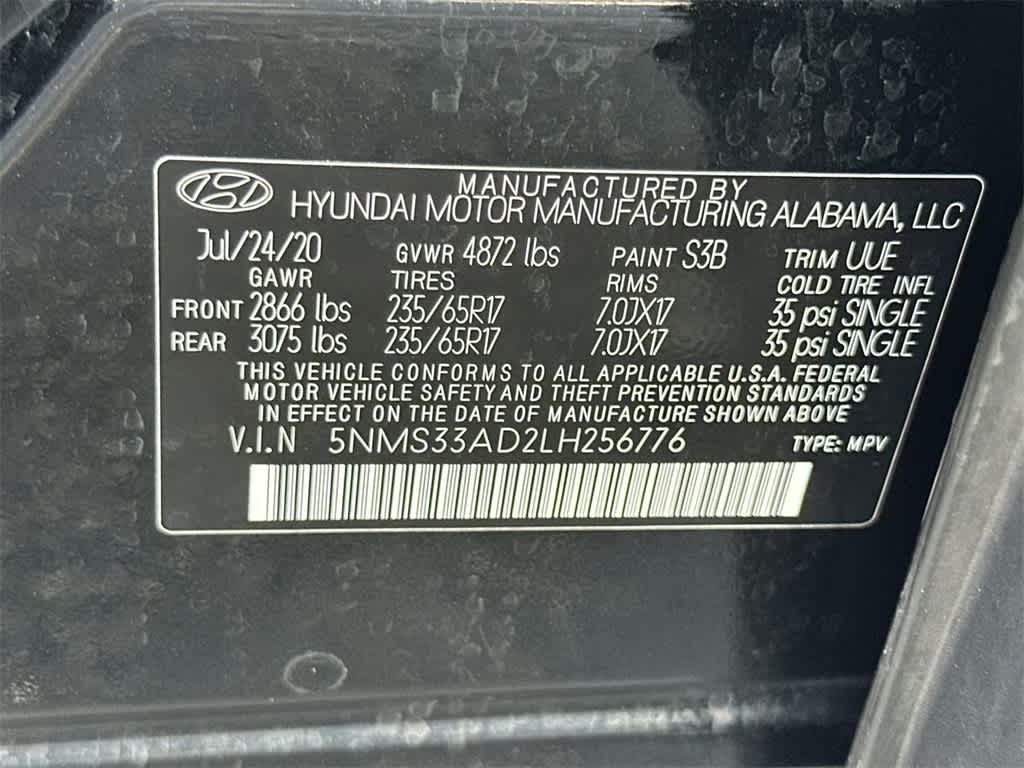 MANUFACTURED BY
HYUNDAI MOTOR MANUFACTURING ALABAMA, LLC
Jul/24/20 GVWR 4872 lbs PAINT S3B TRIM UUE
GAWR TIRES RIMS COLD TIRE INFL
FRONT 2866 lbs 235/65R17 7.0JX17 35 psi SINGLE
REAR 3075 lbs 235/65R17 7.0JX17 35 psi SINGLE
THIS VEHICLE CONFORMS TO ALL APPLICABLE U.S.A. FEDERAL
MOTOR VEHICLE SAFETY AND THEFT PREVENTION STANDARDS
IN EFFECT ON THE DATE OF MANUFACTURE SHOWN ABOVE
V.I.N 5NMS33AD2LH256776 TYPE: MPV